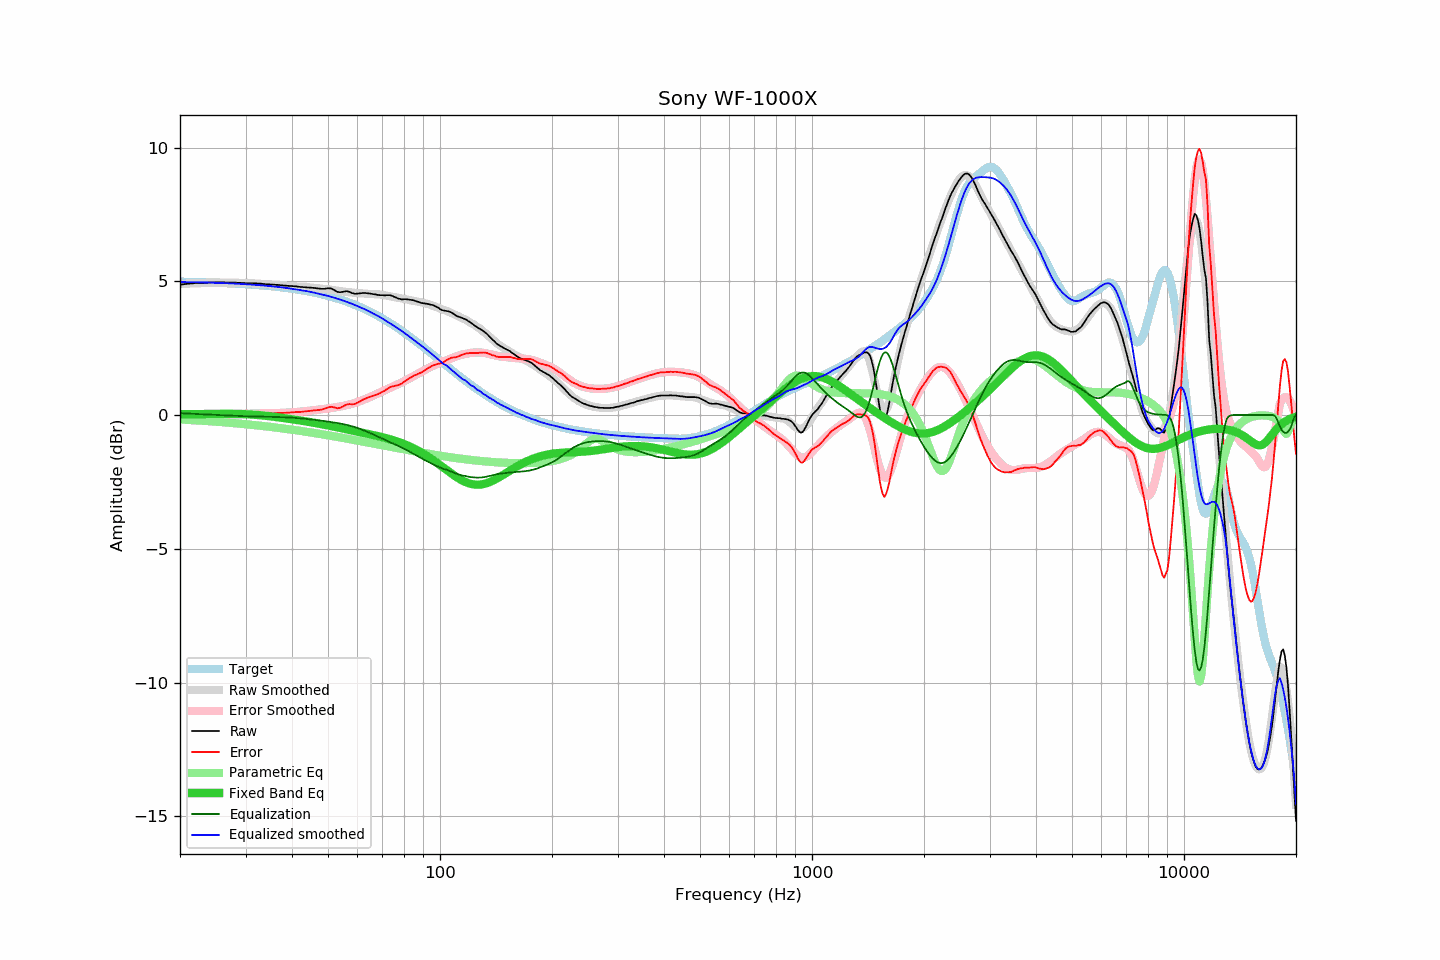 Sony WF-1000X
10
5
0
−5
−10
−15
Amplitude (dBr)
Target
Raw Smoothed
Error Smoothed
Raw
Error
Parametric Eq
Fixed Band Eq
Equalization
Equalized smoothed
100
1000
10000
Frequency (Hz)